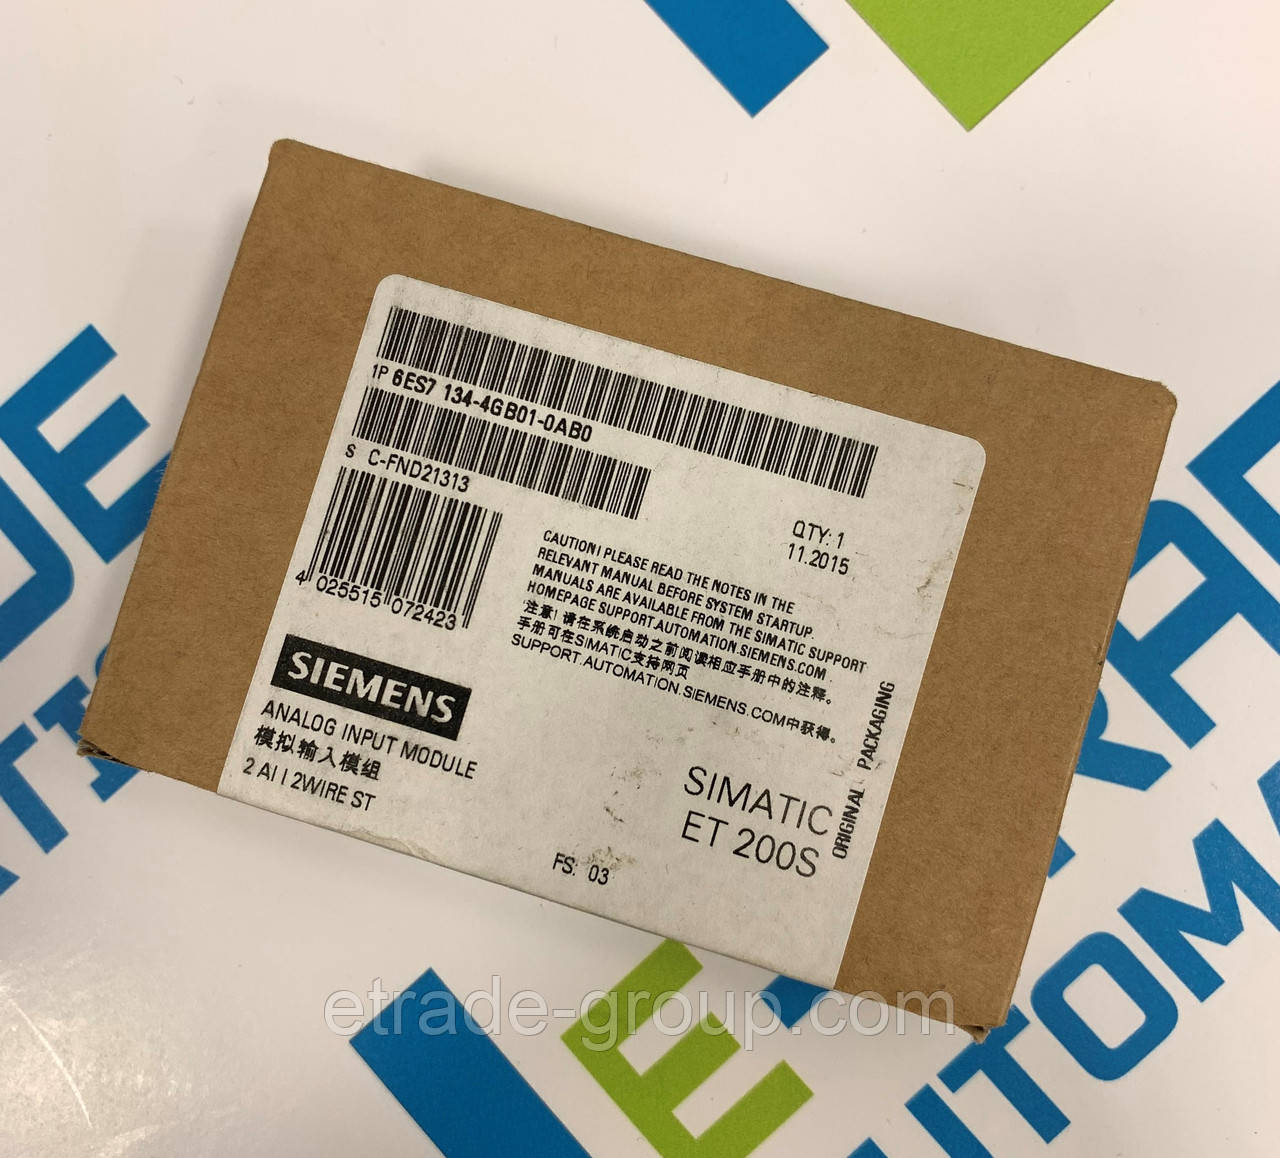 1P 6ES7 134-4GB01-0AB0
S C-FND21313
4 025515 072423
QTY: 1
11.2015
CAUTION! PLEASE READ THE NOTES IN THE
RELEVANT MANUAL BEFORE SYSTEM STARTUP.
MANUALS ARE AVAILABLE FROM THE SIMATIC SUPPORT
HOMEPAGE SUPPORT.AUTOMATION.SIEMENS.COM
注意! 请在系统启动之前阅读相应手册中的注释。
手册可在SIMATIC支持网页
SUPPORT.AUTOMATION.SIEMENS.COM中获得。
SIEMENS
ANALOG INPUT MODULE
模拟输入模组
2 AI I 2WIRE ST
SIMATIC
ET 200S
ORIGINAL PACKAGING
FS: 03
etrade-group.com